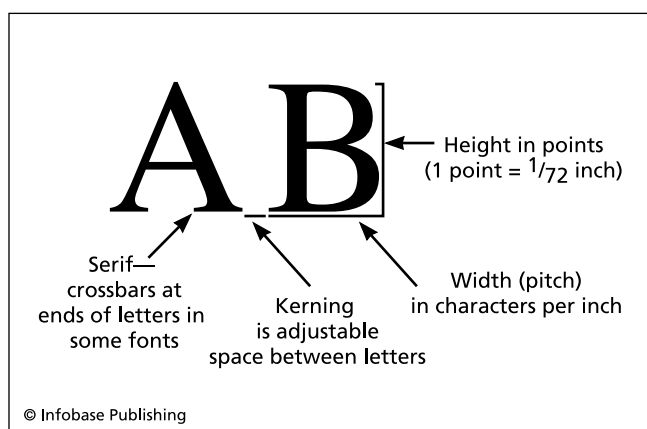 A B
Height in points
(1 point = 1/72 inch)
Serif—
crossbars at
ends of letters in
some fonts
Kerning
is adjustable
space between letters
Width (pitch)
in characters per inch
© Infobase Publishing